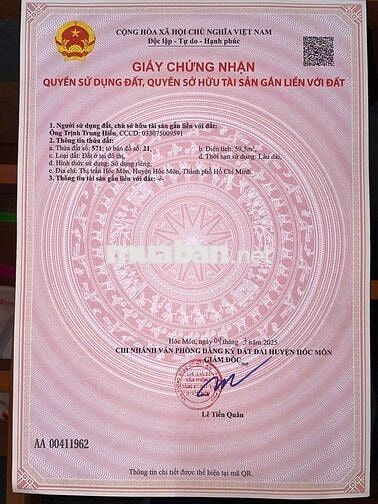 CỘNG HÒA XÃ HỘI CHỦ NGHĨA VIỆT NAM
Độc lập - Tự do - Hạnh phúc
GIẤY CHỨNG NHẬN
QUYỀN SỬ DỤNG ĐẤT, QUYỀN SỞ HỮU TÀI SẢN GẮN LIỀN VỚI ĐẤT
1. Người sử dụng đất, chủ sở hữu tài sản gắn liền với đất:
Ông Trịnh Trung Hiếu, CCCD: 033075009591
2. Thông tin thửa đất:
a. Thửa đất số: 571; tờ bản đồ số: 21, b. Diện tích: 59,5m²,
c. Loại đất: Đất ở tại đô thị, d. Thời hạn sử dụng: Lâu dài,
đ. Hình thức sử dụng: Sử dụng riêng,
e. Địa chỉ: Thị trấn Hóc Môn, Huyện Hóc Môn, Thành phố Hồ Chí Minh.
3. Thông tin tài sản gắn liền với đất: -/-
muaban.net
Hóc Môn, ngày 04 tháng 3 năm 2025
CHI NHÁNH VĂN PHÒNG ĐĂNG KÝ ĐẤT ĐAI HUYỆN HÓC MÔN
GIÁM ĐỐC
Lê Tiến Quân
AA 00411962
Thông tin chi tiết được thể hiện tại mã QR.